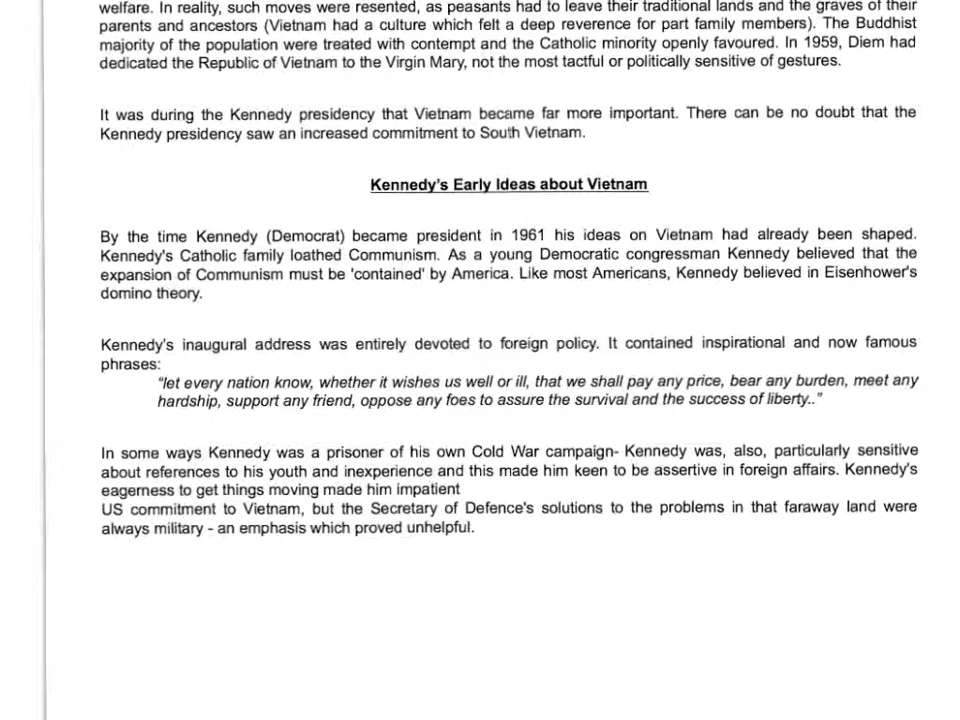 welfare. In reality, such moves were resented, as peasants had to leave their traditional lands and the graves of their
parents and ancestors (Vietnam had a culture which felt a deep reverence for part family members). The Buddhist
majority of the population were treated with contempt and the Catholic minority openly favoured. In 1959, Diem had
dedicated the Republic of Vietnam to the Virgin Mary, not the most tactful or politically sensitive of gestures.
It was during the Kennedy presidency that Vietnam became far more important. There can be no doubt that the
Kennedy presidency saw an increased commitment to South Vietnam.
Kennedy's Early Ideas about Vietnam
By the time Kennedy (Democrat) became president in 1961 his ideas on Vietnam had already been shaped.
Kennedy's Catholic family loathed Communism. As a young Democratic congressman Kennedy believed that the
expansion of Communism must be 'contained' by America. Like most Americans, Kennedy believed in Eisenhower's
domino theory.
Kennedy's inaugural address was entirely devoted to foreign policy. It contained inspirational and now famous
phrases:
"let every nation know, whether it wishes us well or ill, that we shall pay any price, bear any burden, meet any
hardship, support any friend, oppose any foes to assure the survival and the success of liberty.."
In some ways Kennedy was a prisoner of his own Cold War campaign- Kennedy was, also, particularly sensitive
about references to his youth and inexperience and this made him keen to be assertive in foreign affairs. Kennedy's
eagerness to get things moving made him impatient
US commitment to Vietnam, but the Secretary of Defence's solutions to the problems in that faraway land were
always military - an emphasis which proved unhelpful.